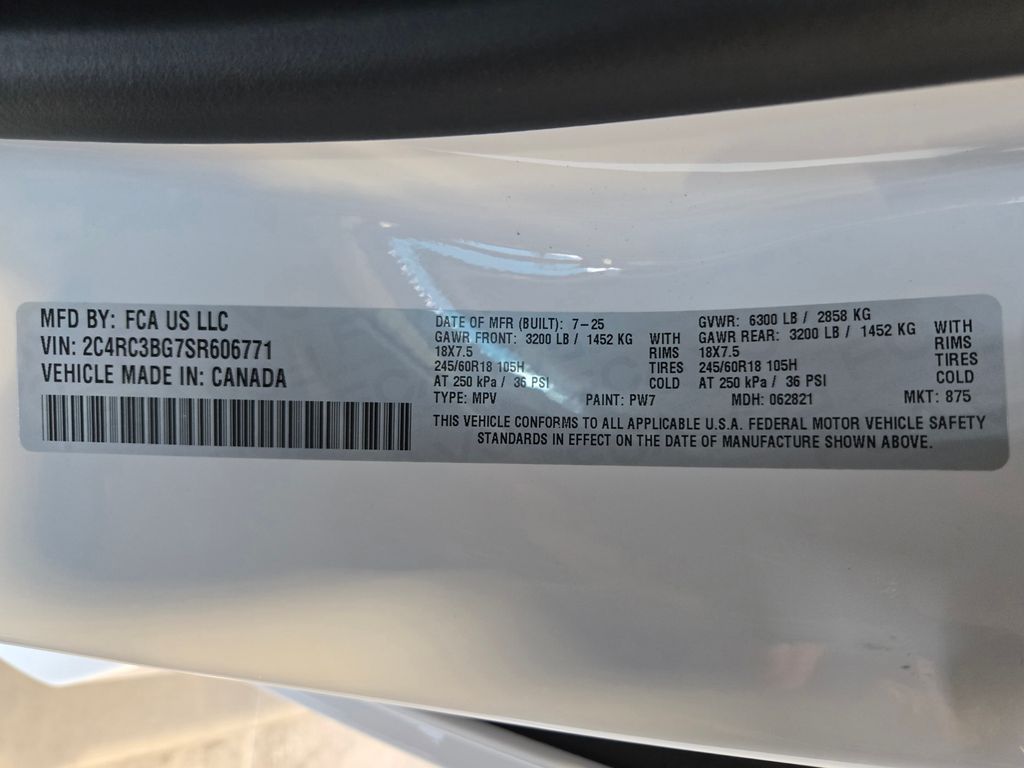 MFD BY: FCA US LLC
VIN: 2C4RC3BG7SR606771
VEHICLE MADE IN: CANADA
DATE OF MFR (BUILT): 7-25
GAWR FRONT: 3200 LB / 1452 KG WITH
18X7.5 RIMS
245/60R18 105H TIRES
AT 250 kPa / 36 PSI COLD
GVWR: 6300 LB / 2858 KG
GAWR REAR: 3200 LB / 1452 KG WITH
18X7.5 RIMS
245/60R18 105H TIRES
AT 250 kPa / 36 PSI COLD
TYPE: MPV PAINT: PW7 MDH: 062821 MKT: 875
THIS VEHICLE CONFORMS TO ALL APPLICABLE U.S.A. FEDERAL MOTOR VEHICLE SAFETY
STANDARDS IN EFFECT ON THE DATE OF MANUFACTURE SHOWN ABOVE.